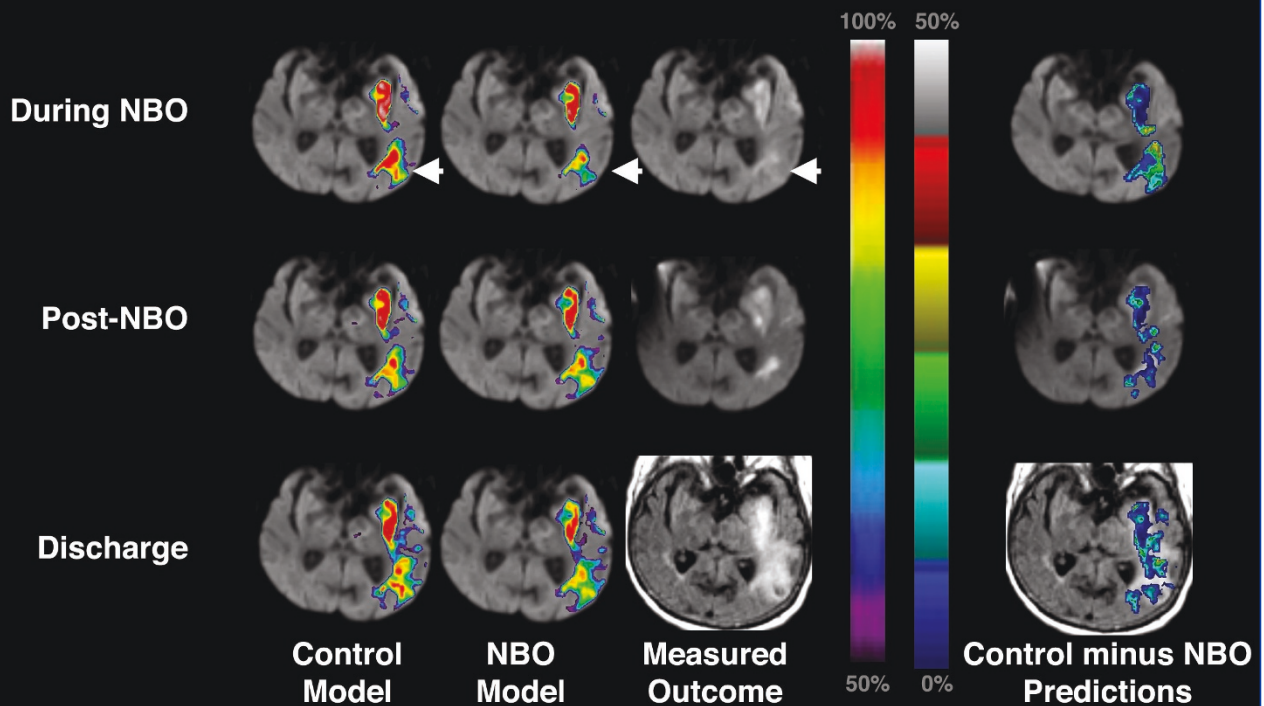 100% 50%
During NBO
Post-NBO
Discharge
Control
Model
NBO
Model
Measured
Outcome
50% 0%
Control minus NBO
Predictions